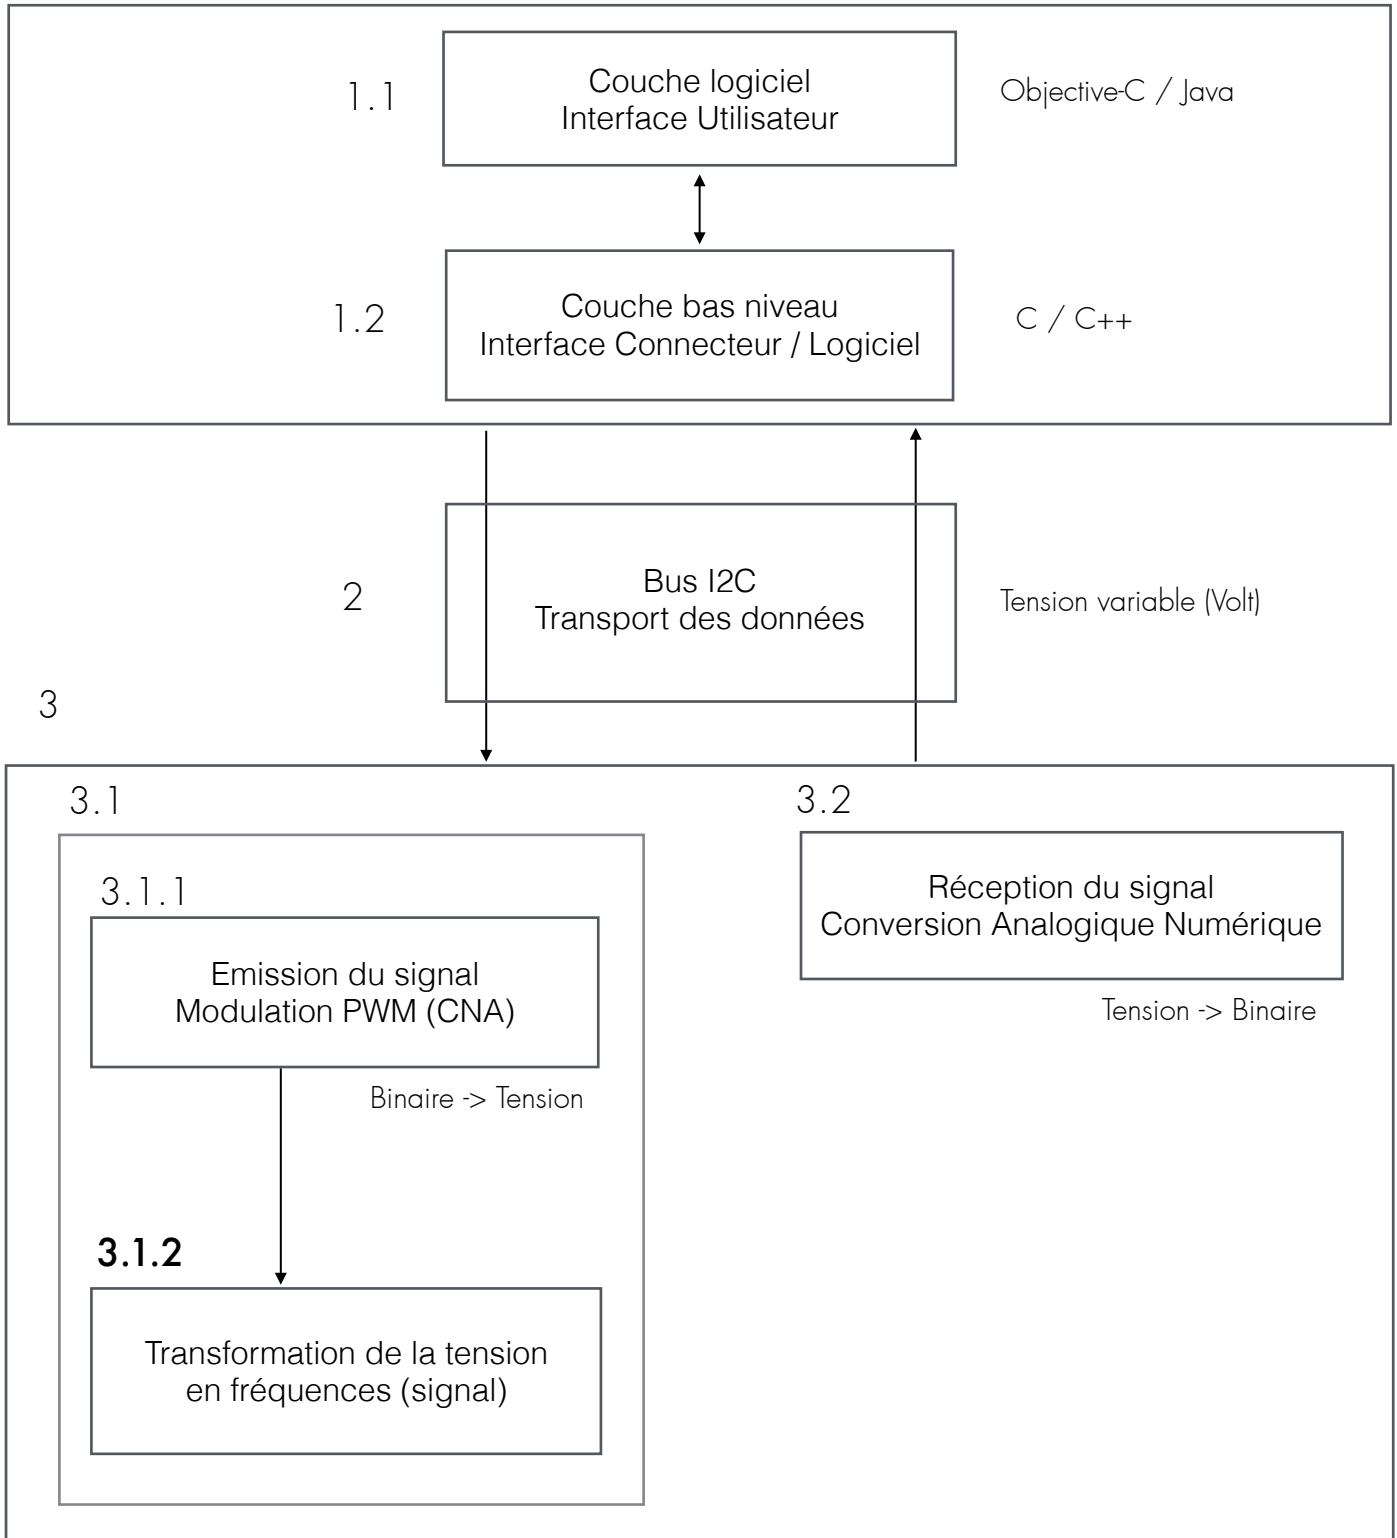 1.1
Couche logiciel
Interface Utilisateur
Objective-C / Java
1.2
Couche bas niveau
Interface Connecteur / Logiciel
C / C++
2
Bus I2C
Transport des données
Tension variable (Volt)
3
3.1
3.1.1
Emission du signal
Modulation PWM (CNA)
Binaire -> Tension
3.1.2
Transformation de la tension
en fréquences (signal)
3.2
Réception du signal
Conversion Analogique Numérique
Tension -> Binaire